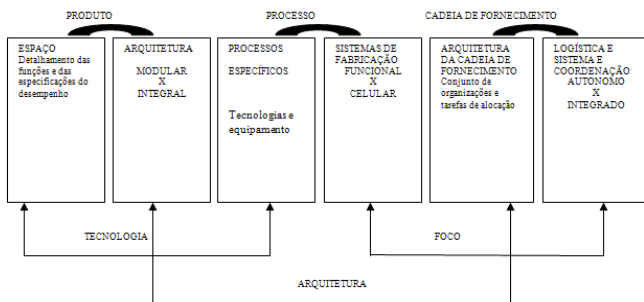 PRODUTO
PROCESSO
CADEIA DE FORNECIMENTO
ESPAÇO
Detalhamento das
funções e das
especificações do
desempenho
ARQUITETURA
MODULAR
X
INTEGRAL
PROCESSOS
ESPECÍFICOS
Tecnologias e
equipamento
SISTEMAS DE
FABRICAÇÃO
FUNCIONAL
X
CELULAR
ARQUITETURA
DA CADEIA DE
FORNECIMENTO
Conjunto de
organizações e
tarefas de alocação
LOGÍSTICA E
SISTEMA E
COORDENAÇÃO
AUTÔNOMO
X
INTEGRADO
TECNOLOGIA
FOCO
ARQUITETURA